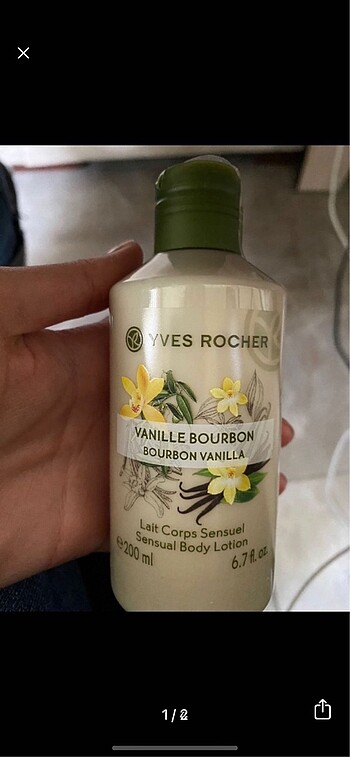 YVES ROCHER
VANILLE BOURBON
BOURBON VANILLA
Lait Corps Sensuel
Sensual Body Lotion
℮200 ml 6.7 fl. oz.
1/2